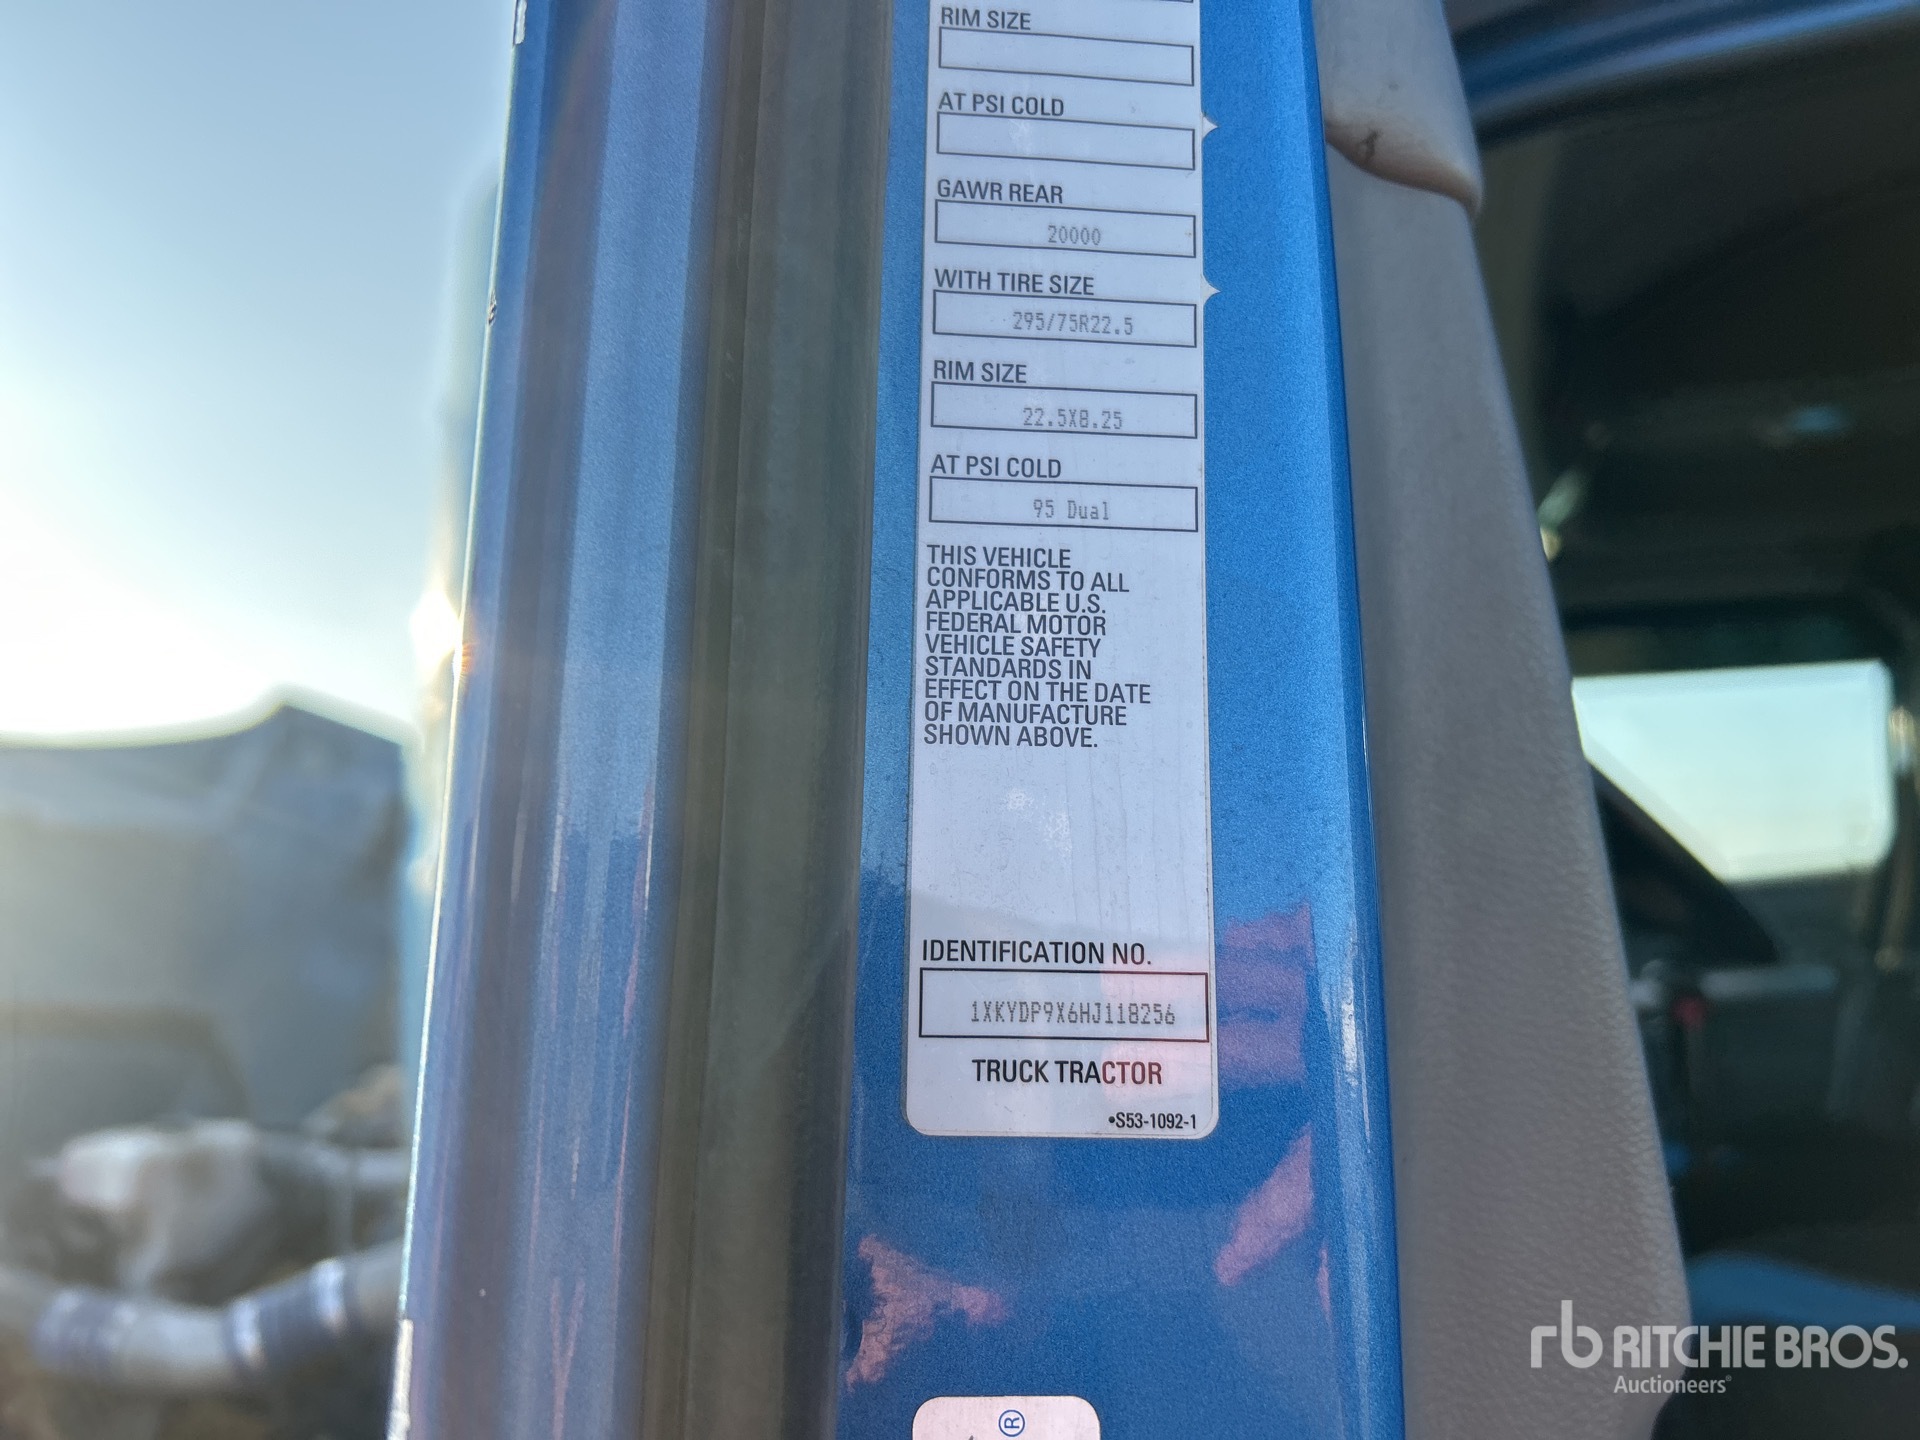 RIM SIZE
AT PSI COLD
GAWR REAR
20000
WITH TIRE SIZE
295/75R22.5
RIM SIZE
22.5X8.25
AT PSI COLD
95 Dual
THIS VEHICLE
CONFORMS TO ALL
APPLICABLE U.S.
FEDERAL MOTOR
VEHICLE SAFETY
STANDARDS IN
EFFECT ON THE DATE
OF MANUFACTURE
SHOWN ABOVE.
IDENTIFICATION NO.
1XKYDP9X6HJ118256
TRUCK TRACTOR
•S53-1092-1
®
rb RITCHIE BROS.
Auctioneers®